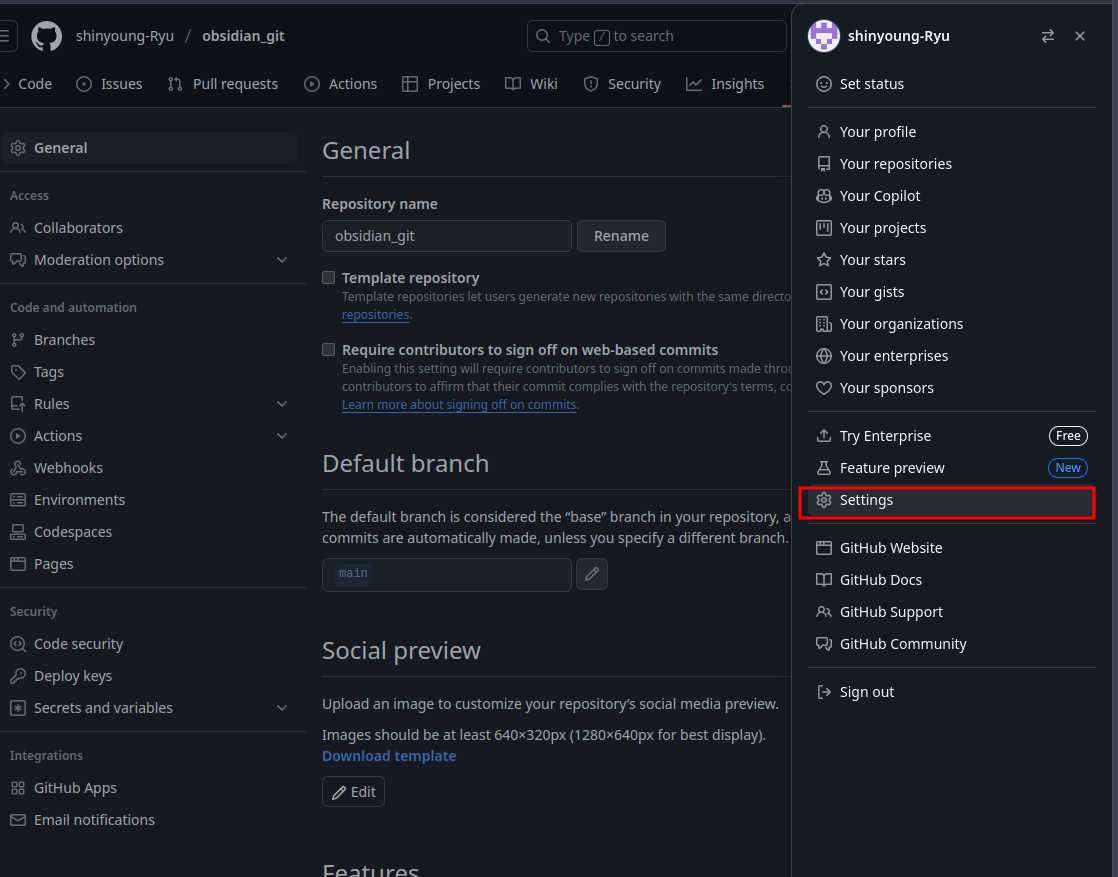 shinyoung-Ryu / obsidian_git
Type / to search
Code
Issues
Pull requests
Actions
Projects
Wiki
Security
Insights
General
Access
Collaborators
Moderation options
Code and automation
Branches
Tags
Rules
Actions
Webhooks
Environments
Codespaces
Pages
Security
Code security
Deploy keys
Secrets and variables
Integrations
GitHub Apps
Email notifications
General
Repository name
obsidian_git
Rename
Template repository
Template repositories let users generate new repositories with the same directo
repositories.
Require contributors to sign off on web-based commits
Enabling this setting will require contributors to sign off on commits made throu
contributors to affirm that their commit complies with the repository's terms, co
Learn more about signing off on commits.
Default branch
The default branch is considered the “base” branch in your repository, a
commits are automatically made, unless you specify a different branch.
main
Social preview
Upload an image to customize your repository’s social media preview.
Images should be at least 640×320px (1280×640px for best display).
Download template
Edit
Features
shinyoung-Ryu
Set status
Your profile
Your repositories
Your Copilot
Your projects
Your stars
Your gists
Your organizations
Your enterprises
Your sponsors
Try Enterprise Free
Feature preview New
Settings
GitHub Website
GitHub Docs
GitHub Support
GitHub Community
Sign out